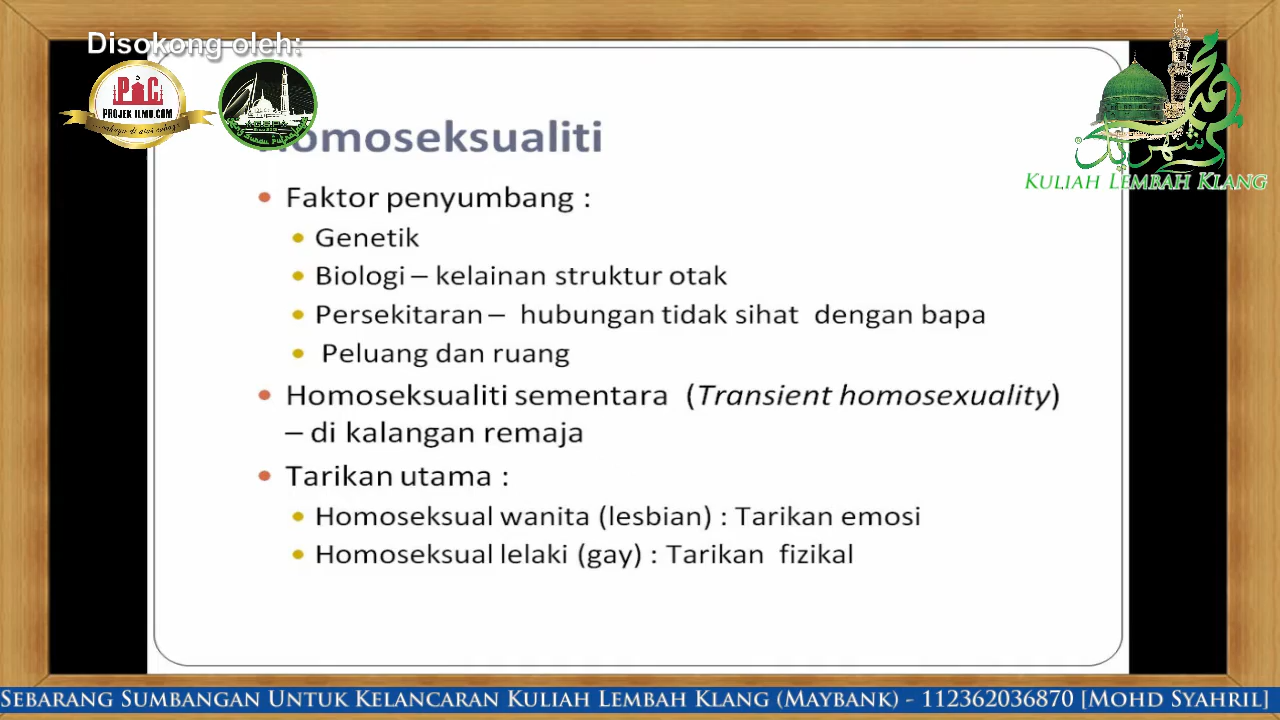 Disokong oleh:
PROJEK ILMU.COM
KULIAH LEMBAH KLANG
Homoseksualiti
Faktor penyumbang :
Genetik
Biologi – kelainan struktur otak
Persekitaran – hubungan tidak sihat dengan bapa
Peluang dan ruang
Homoseksualiti sementara (Transient homosexuality)
– di kalangan remaja
Tarikan utama :
Homoseksual wanita (lesbian) : Tarikan emosi
Homoseksual lelaki (gay) : Tarikan fizikal
SEBARANG SUMBANGAN UNTUK KELANCARAN KULIAH LEMBAH KLANG (MAYBANK) - 112362036870 [MOHD SYAHRIL]